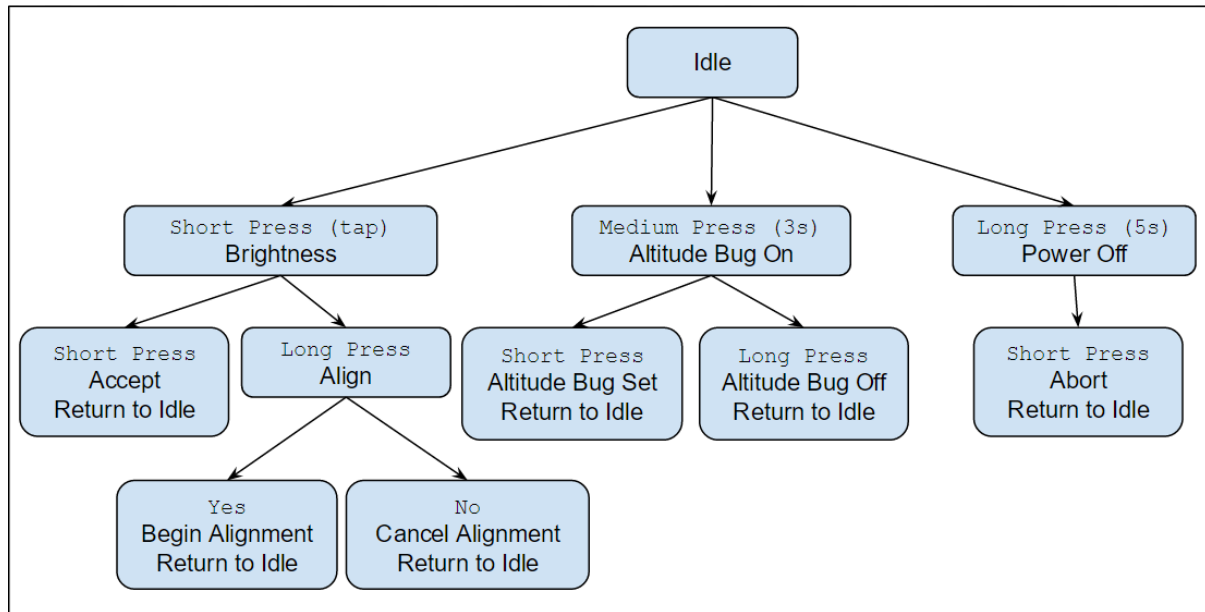 Idle
Short Press (tap)
Brightness
Medium Press (3s)
Altitude Bug On
Long Press (5s)
Power Off
Short Press
Accept
Return to Idle
Long Press
Align
Short Press
Altitude Bug Set
Return to Idle
Long Press
Altitude Bug Off
Return to Idle
Short Press
Abort
Return to Idle
Yes
Begin Alignment
Return to Idle
No
Cancel Alignment
Return to Idle